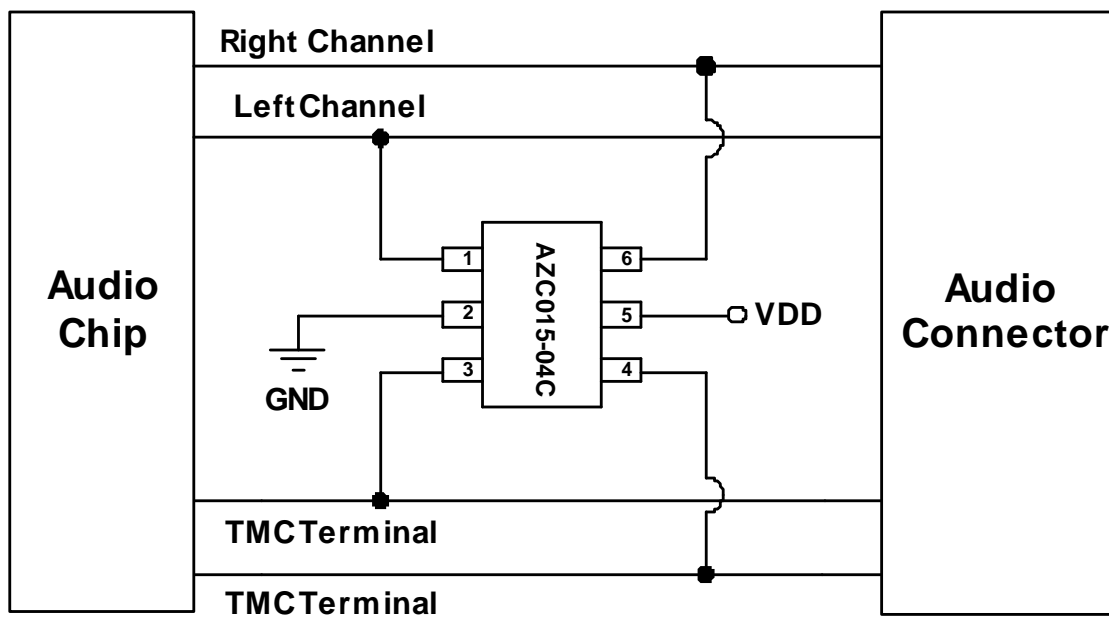 Right Channel
Left Channel
Audio
Chip
1
2
3
AZC015-04C
6
5
4
VDD
GND
Audio
Connector
TMC Terminal
TMC Terminal